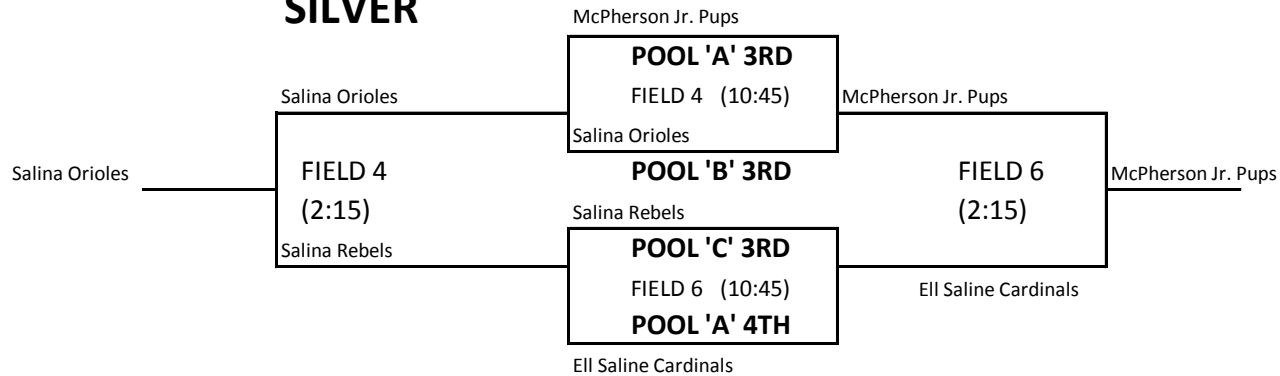 SILVER
McPherson Jr. Pups
POOL 'A' 3RD
Salina Orioles
FIELD 4 (10:45)
McPherson Jr. Pups
Salina Orioles
Salina Orioles
FIELD 4
POOL 'B' 3RD
FIELD 6
McPherson Jr. Pups
(2:15)
Salina Rebels
(2:15)
Salina Rebels
POOL 'C' 3RD
FIELD 6 (10:45)
Ell Saline Cardinals
POOL 'A' 4TH
Ell Saline Cardinals